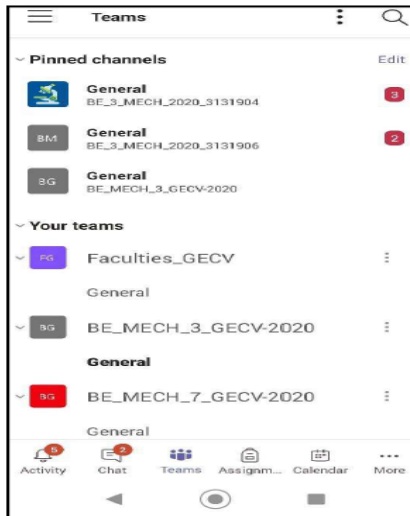 Teams
Pinned channels Edit
General
BE_3_MECH_2020_3131904
3
BM
General
BE_3_MECH_2020_3131906
2
BG
General
BE_MECH_3_GECV-2020
Your teams
FG Faculties_GECV
General
BG BE_MECH_3_GECV-2020
General
BG BE_MECH_7_GECV-2020
General
5 2
Activity Chat Teams Assignm... Calendar More